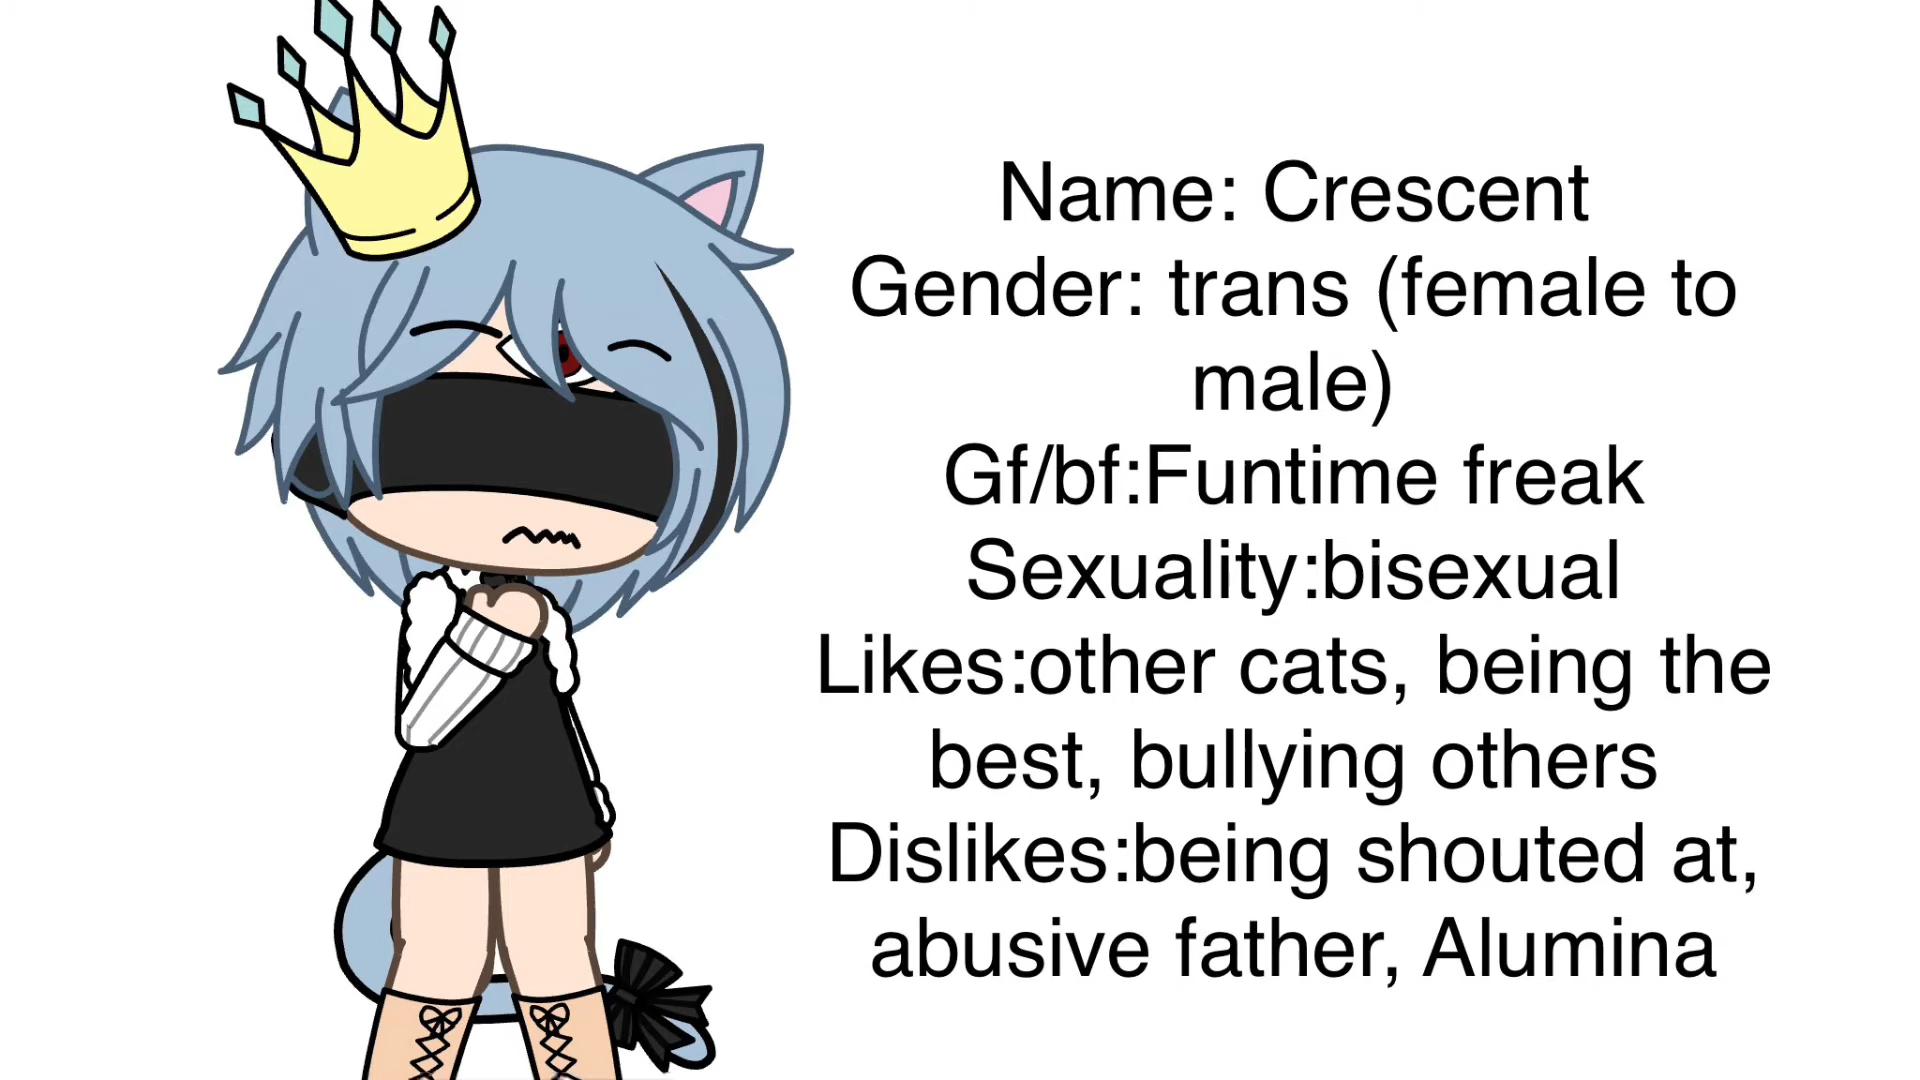 Name: Crescent
Gender: trans (female to
male)
Gf/bf:Funtime freak
Sexuality:bisexual
Likes:other cats, being the
best, bullying others
Dislikes:being shouted at,
abusive father, Alumina